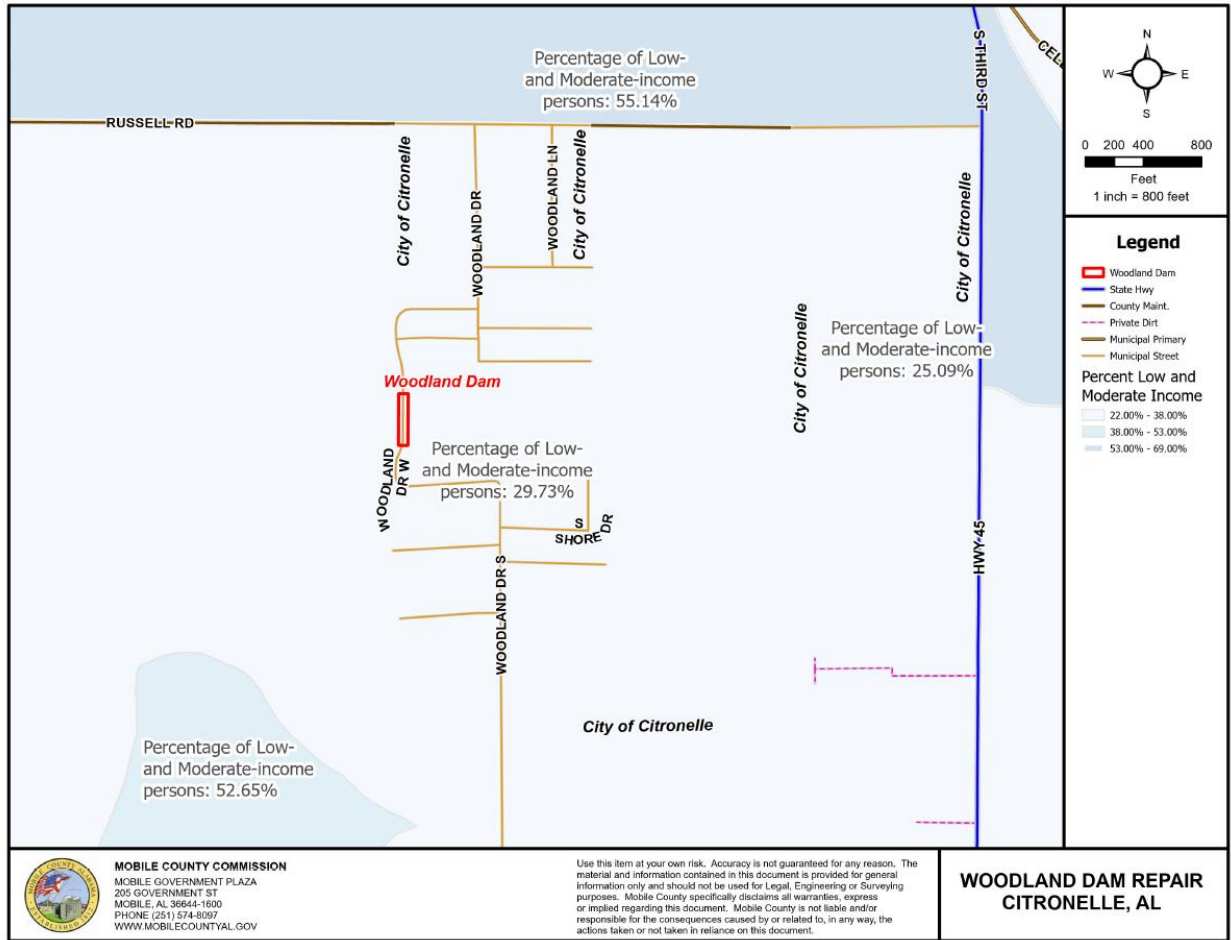 Percentage of Low-
and Moderate-income
persons: 55.14%
S THIRD ST
RUSSELL RD
City of Citronelle
WOODLAND DR
WOODLAND LN
City of Citronelle
City of Citronelle
City of Citronelle
Percentage of Low-
and Moderate-income
persons: 25.09%
Woodland Dam
Percentage of Low-
and Moderate-income
persons: 29.73%
WOODLAND
DR W
S
SHORE DR
WOODLAND DR S
HWY 45
City of Citronelle
Percentage of Low-
and Moderate-income
persons: 52.65%
N
W E
S
0 200 400 800
Feet
1 inch = 800 feet
Legend
Woodland Dam
State Hwy
County Maint.
Private Dirt
Municipal Primary
Municipal Street
Percent Low and
Moderate Income
22.00% - 38.00%
38.00% - 53.00%
53.00% - 69.00%
MOBILE COUNTY COMMISSION
MOBILE GOVERNMENT PLAZA
205 GOVERNMENT ST
MOBILE, AL 36644-1600
PHONE (251) 574-8097
WWW.MOBILECOUNTYAL.GOV
Use this item at your own risk. Accuracy is not guaranteed for any reason. The
material and information contained in this document is provided for general
information only and should not be used for Legal, Engineering or Surveying
purposes. Mobile County specifically disclaims all warranties, express
or implied regarding this document. Mobile County is not liable and/or
responsible for the consequences caused by or related to, in any way, the
actions taken or not taken in reliance on this document.
WOODLAND DAM REPAIR
CITRONELLE, AL